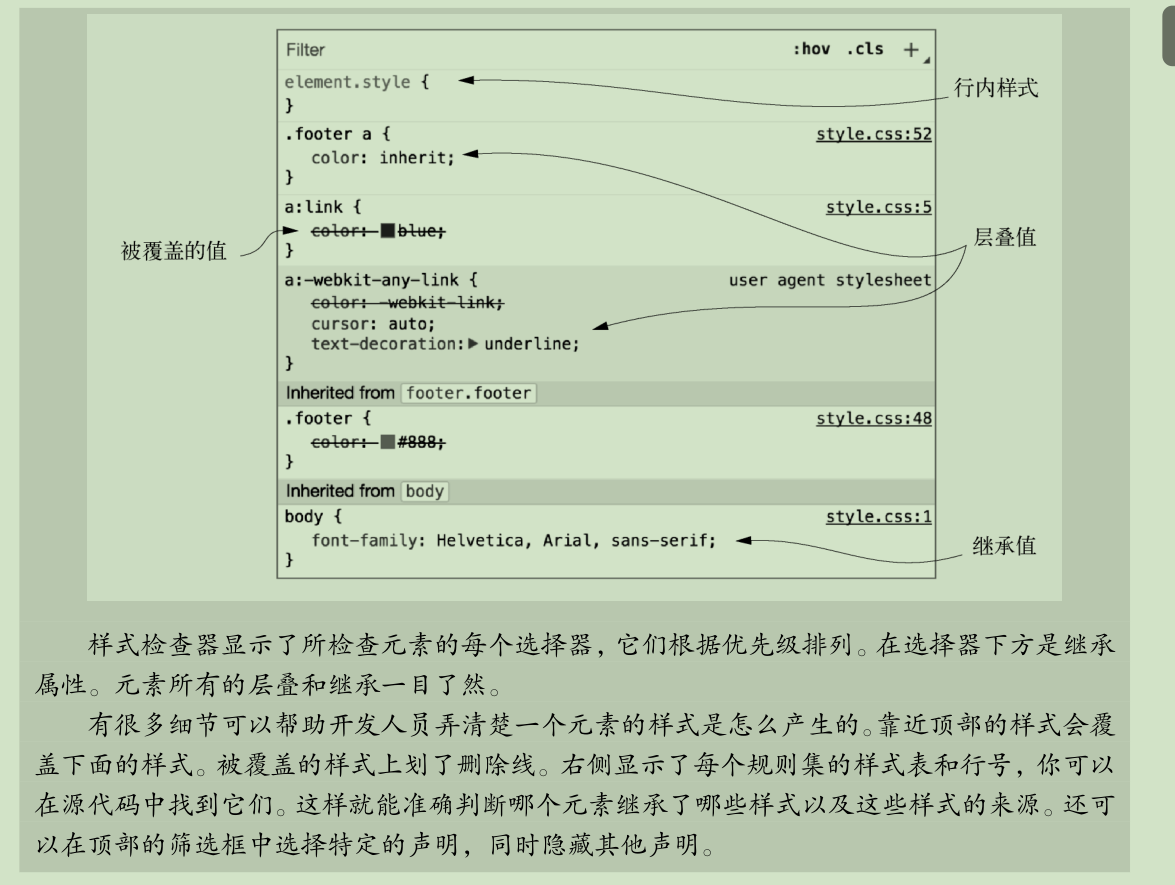 Filter :hov .cls +
element.style { 行内样式
}
.footer a { style.css:52
color: inherit;
}
a:link { style.css:5
被覆盖的值 color: blue; 层叠值
}
a:-webkit-any-link { user agent stylesheet
color: -webkit-link;
cursor: auto;
text-decoration: underline;
}
Inherited from footer.footer
.footer { style.css:48
color: #888;
}
Inherited from body
body { style.css:1
font-family: Helvetica, Arial, sans-serif; 继承值
}
样式检查器显示了所检查元素的每个选择器，它们根据优先级排列。在选择器下方是继承
属性。元素所有的层叠和继承一目了然。
有很多细节可以帮助开发人员弄清楚一个元素的样式是怎么产生的。靠近顶部的样式会覆
盖下面的样式。被覆盖的样式上划了删除线。右侧显示了每个规则集的样式表和行号，你可以
在源代码中找到它们。这样就能准确判断哪个元素继承了哪些样式以及这些样式的来源。还可
以在顶部的筛选框中选择特定的声明，同时隐藏其他声明。